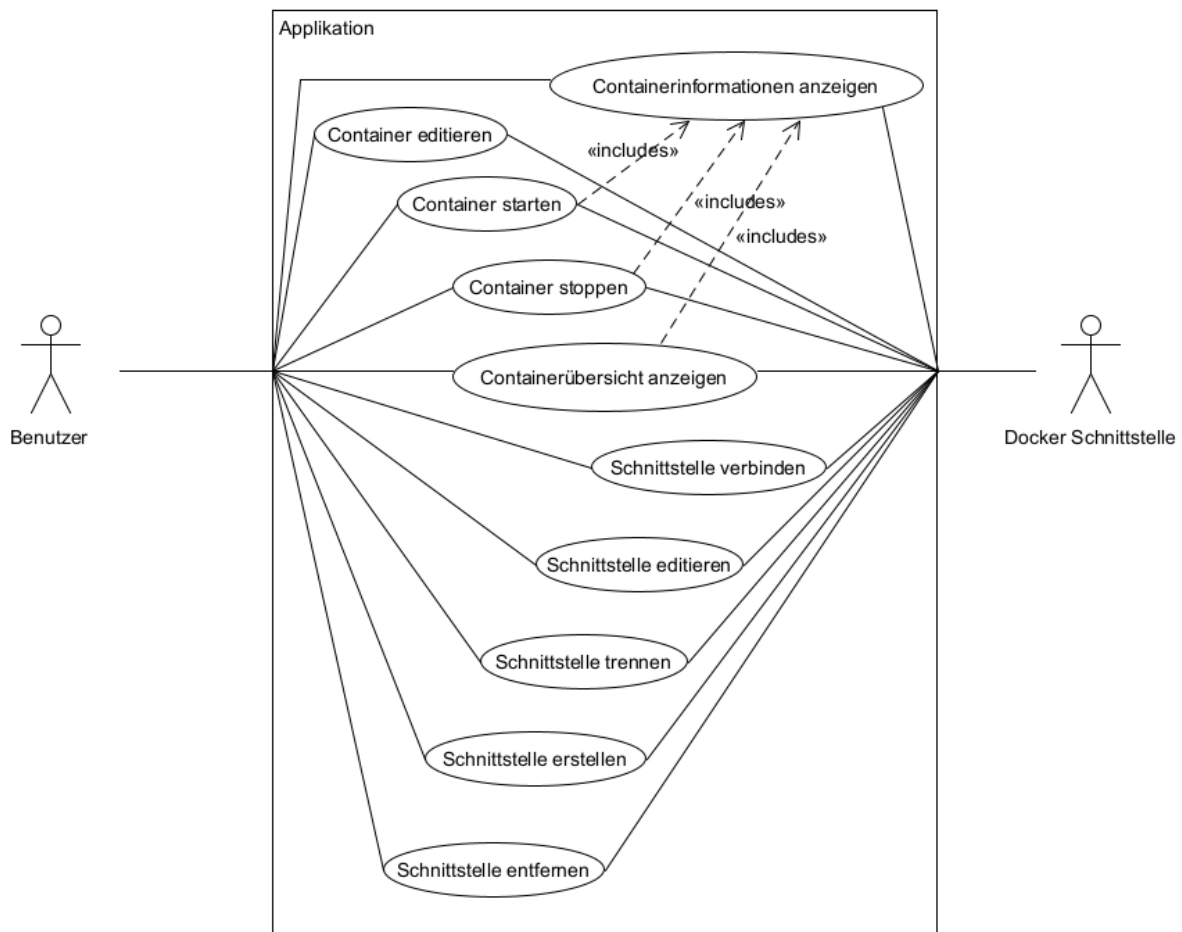 Applikation
Containerinformationen anzeigen
Container editieren
«includes»
Container starten
«includes»
«includes»
Container stoppen
Containerübersicht anzeigen
Benutzer
Docker Schnittstelle
Schnittstelle verbinden
Schnittstelle editieren
Schnittstelle trennen
Schnittstelle erstellen
Schnittstelle entfernen